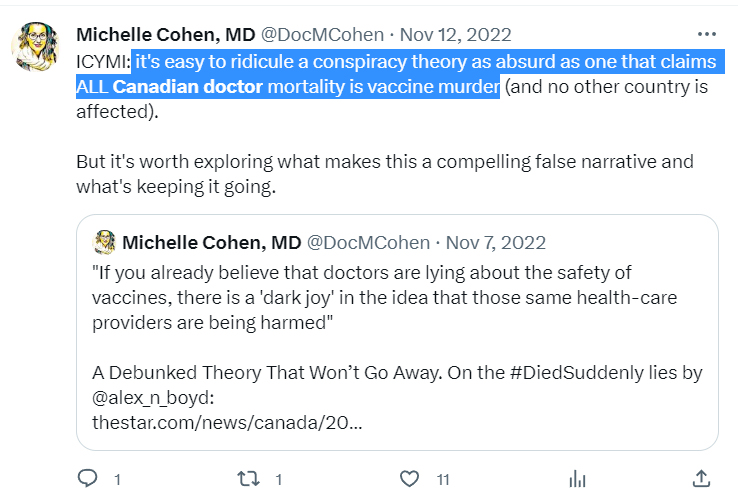 Michelle Cohen, MD @DocMCohen · Nov 12, 2022
ICYMI: it's easy to ridicule a conspiracy theory as absurd as one that claims
ALL Canadian doctor mortality is vaccine murder (and no other country is
affected).
But it's worth exploring what makes this a compelling false narrative and
what's keeping it going.
Michelle Cohen, MD @DocMCohen · Nov 7, 2022
"If you already believe that doctors are lying about the safety of
vaccines, there is a 'dark joy' in the idea that those same health-care
providers are being harmed"
A Debunked Theory That Won’t Go Away. On the #DiedSuddenly lies by
@alex_n_boyd:
thestar.com/news/canada/20...
1 1 11